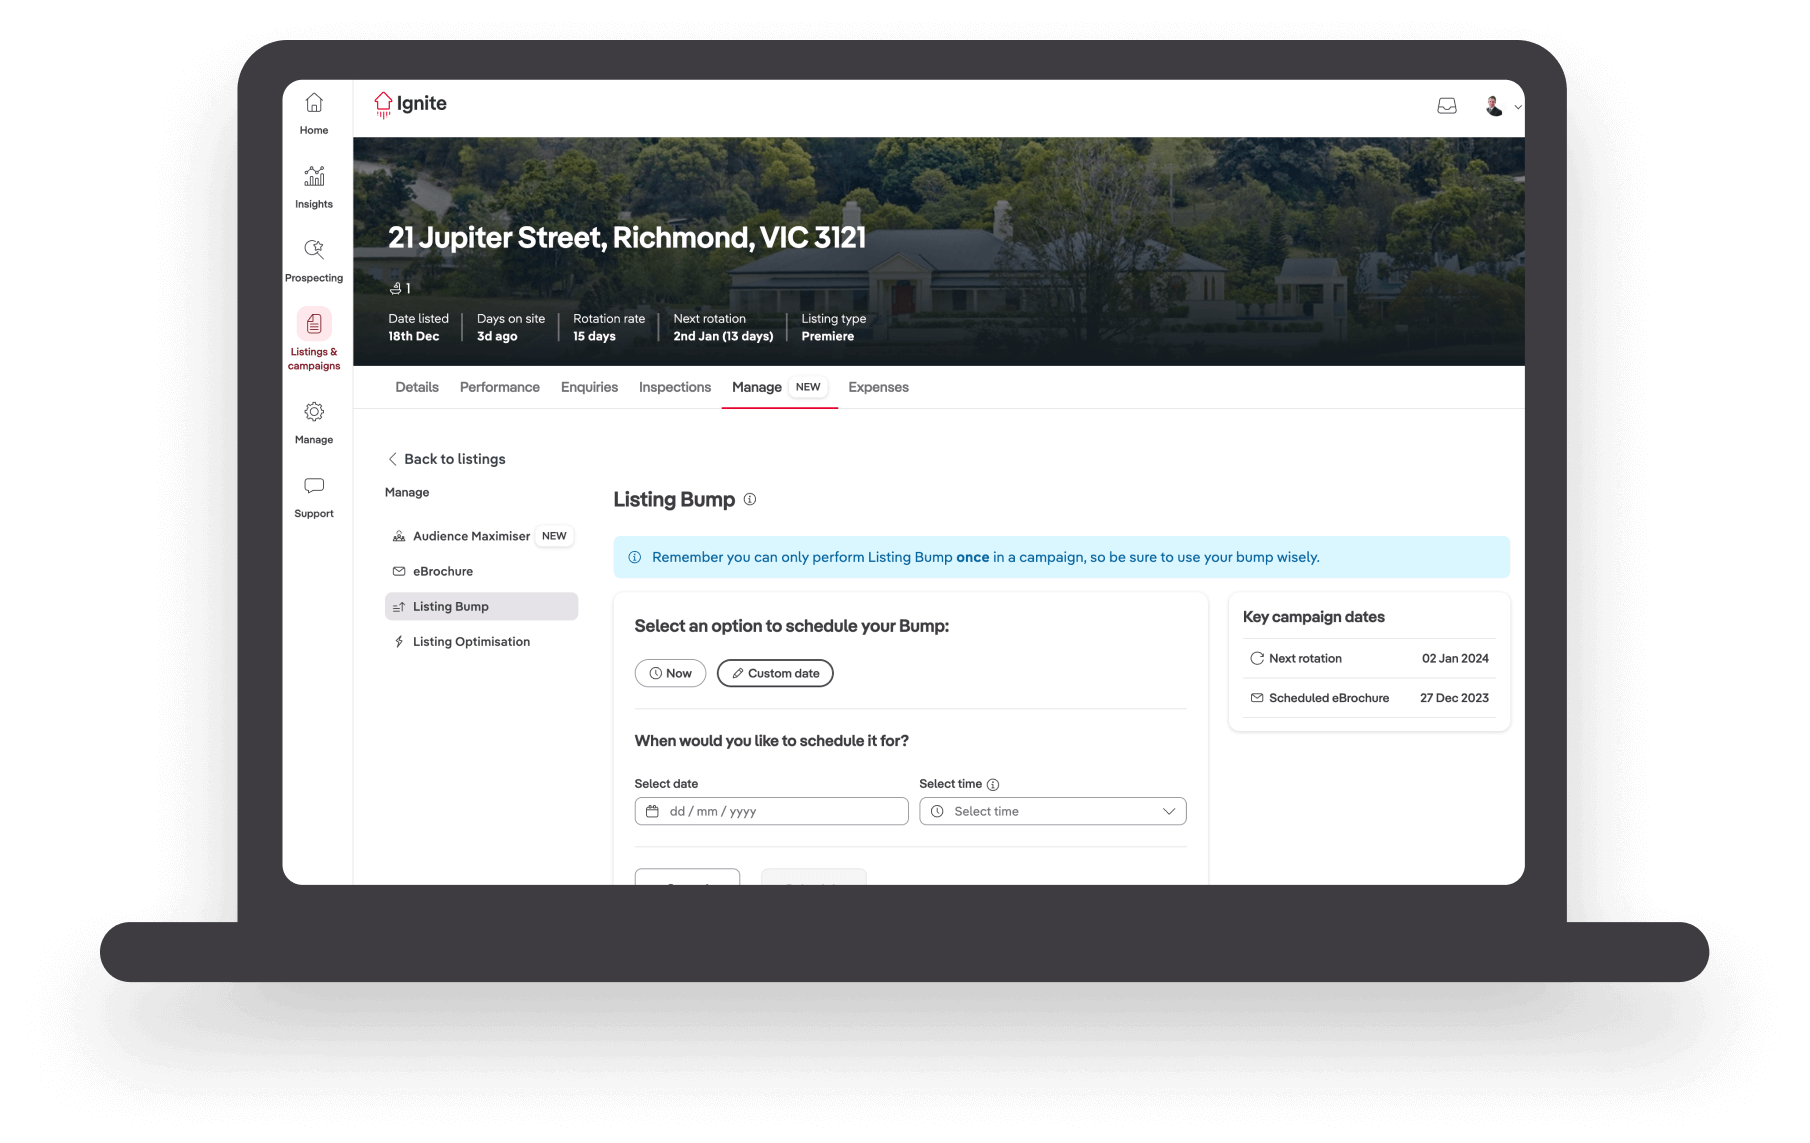 Ignite
Home
Insights
Prospecting
Listings &
campaigns
Manage
Support
21 Jupiter Street, Richmond, VIC 3121
1
Date listed
18th Dec
Days on site
3d ago
Rotation rate
15 days
Next rotation
2nd Jan (13 days)
Listing type
Premiere
Details Performance Enquiries Inspections Manage NEW Expenses
Back to listings
Manage
Audience Maximiser NEW
eBrochure
Listing Bump
Listing Optimisation
Listing Bump
Remember you can only perform Listing Bump once in a campaign, so be sure to use your bump wisely.
Select an option to schedule your Bump:
Now Custom date
When would you like to schedule it for?
Select date
dd / mm / yyyy
Select time
Select time
Key campaign dates
Next rotation 02 Jan 2024
Scheduled eBrochure 27 Dec 2023